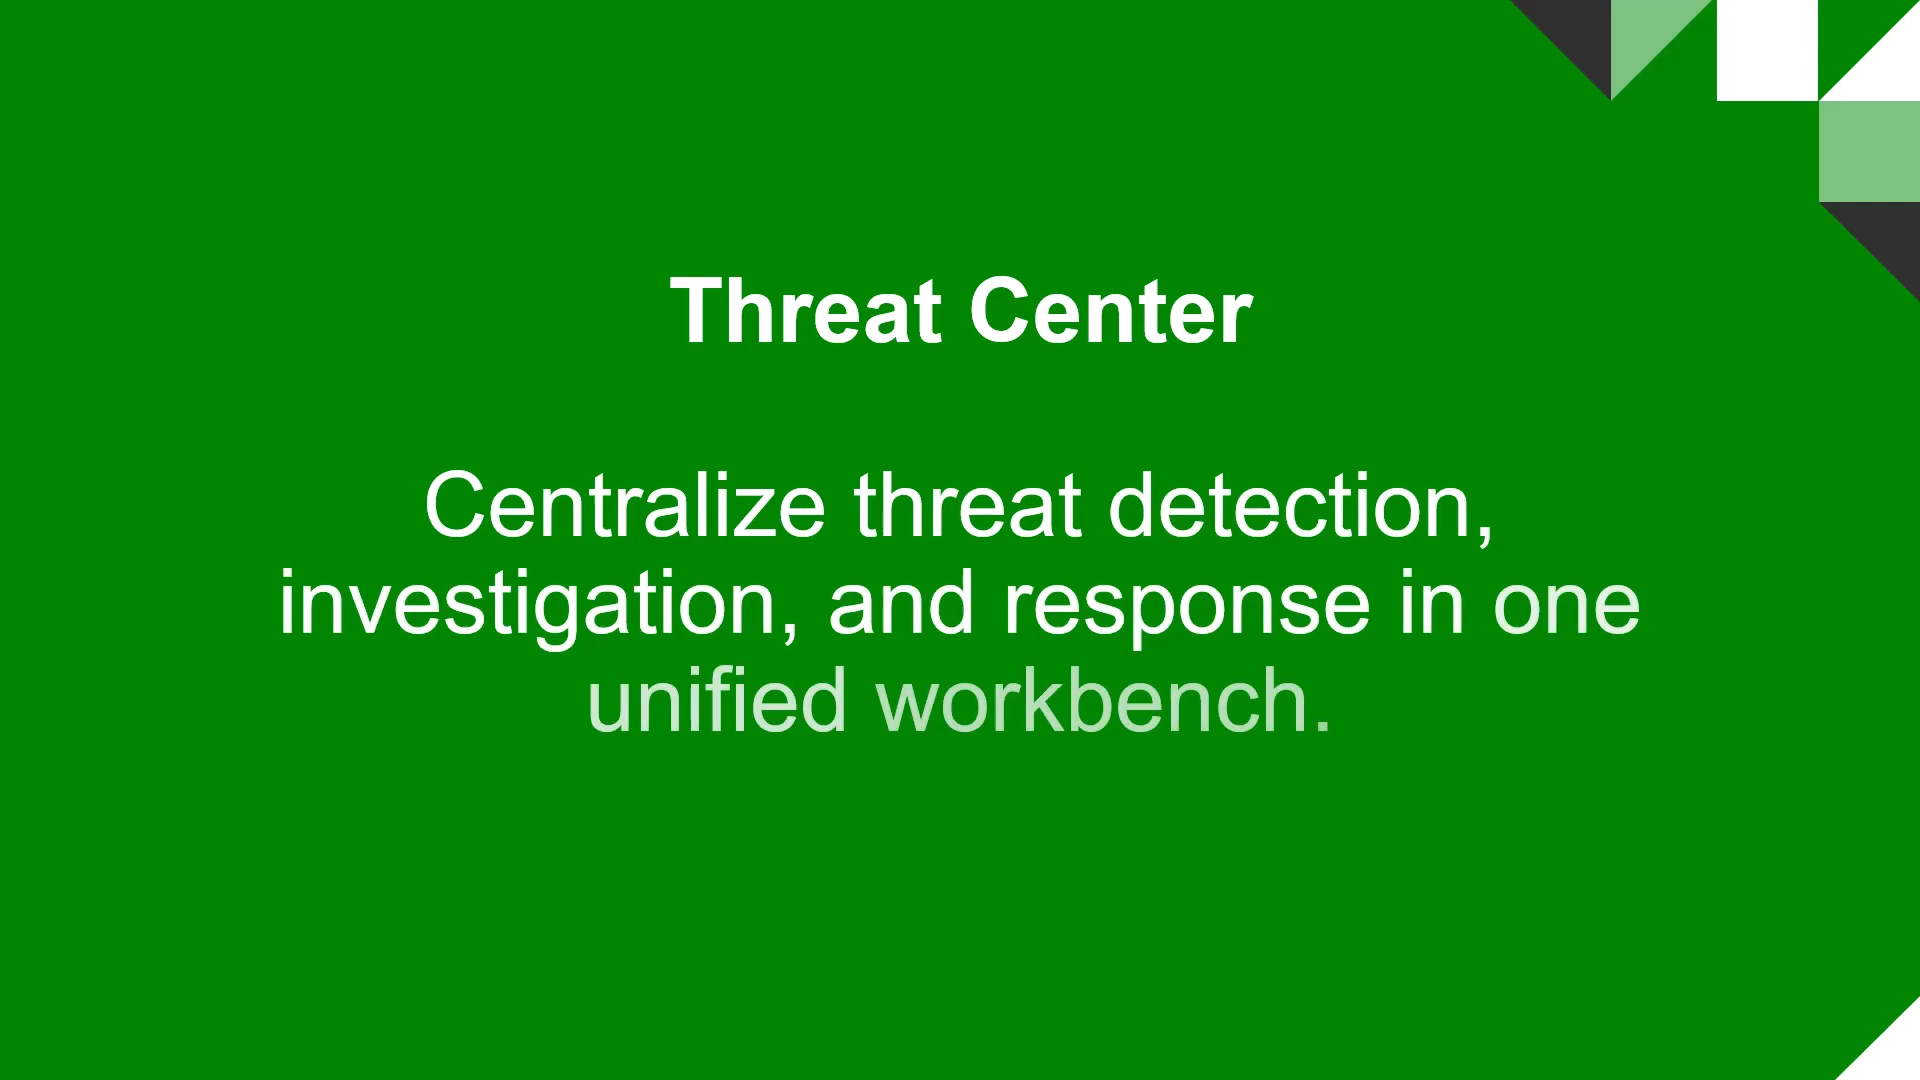 Threat Center
Centralize threat detection,
investigation, and response in one
unified workbench.